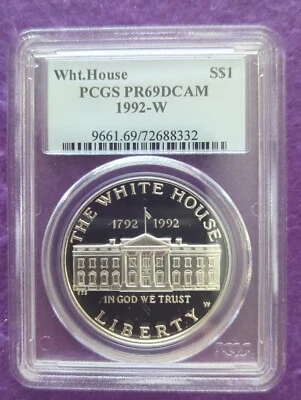 Wht.House S$1
PCGS PR69DCAM
1992-W
9661.69/72688332
THE WHITE HOUSE
1792 1992
IN GOD WE TRUST
W
LIBERTY
PCGS